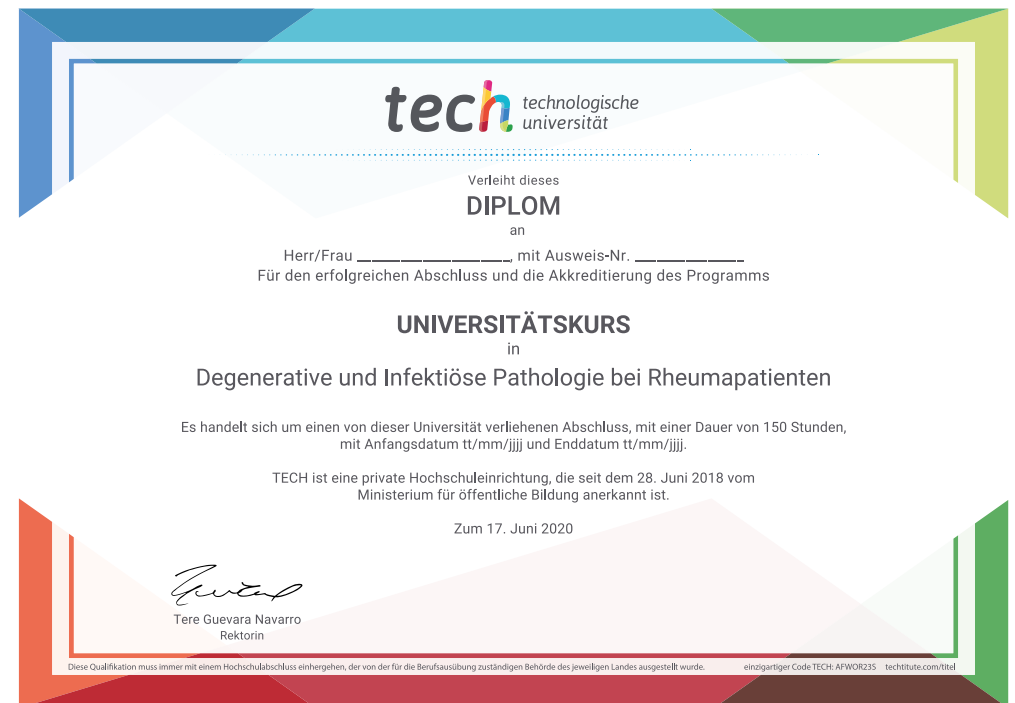 tech technologische
universität
Verleiht dieses
DIPLOM
an
Herr/Frau ____________________, mit Ausweis-Nr. ______________
Für den erfolgreichen Abschluss und die Akkreditierung des Programms
UNIVERSITÄTSKURS
in
Degenerative und Infektiöse Pathologie bei Rheumapatienten
Es handelt sich um einen von dieser Universität verliehenen Abschluss, mit einer Dauer von 150 Stunden,
mit Anfangsdatum tt/mm/jjjj und Enddatum tt/mm/jjjj.
TECH ist eine private Hochschuleinrichtung, die seit dem 28. Juni 2018 vom
Ministerium für öffentliche Bildung anerkannt ist.
Zum 17. Juni 2020
Tere Guevara Navarro
Rektorin
Diese Qualifikation muss immer mit einem Hochschulabschluss einhergehen, der von der für die Berufsausübung zuständigen Behörde des jeweiligen Landes ausgestellt wurde. einzigartiger Code TECH: AFWOR23S techtitute.com/titel